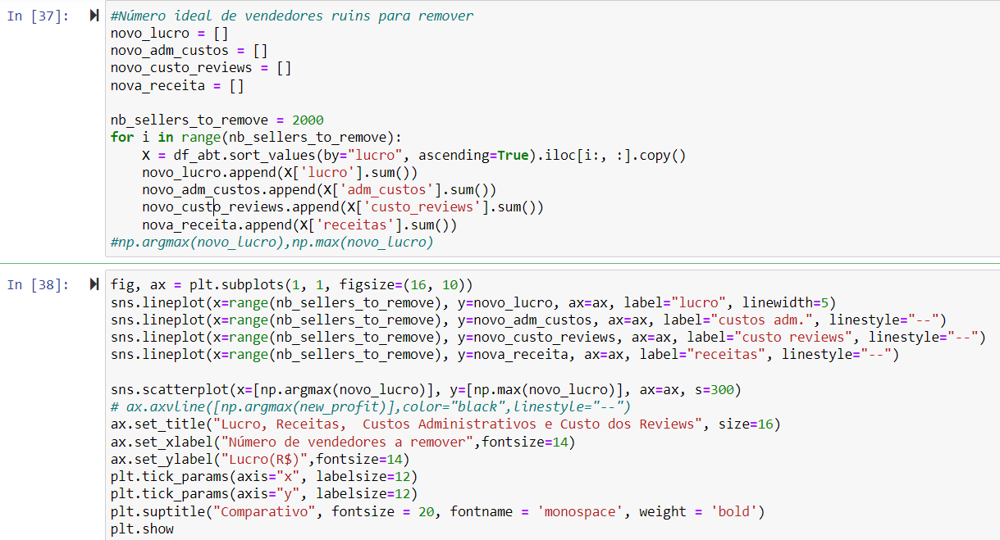 In [37]:
#Número ideal de vendedores ruins para remover
novo_lucro = []
novo_adm_custos = []
novo_custo_reviews = []
nova_receita = []
nb_sellers_to_remove = 2000
for i in range(nb_sellers_to_remove):
    X = df_abt.sort_values(by="lucro", ascending=True).iloc[i:, :].copy()
    novo_lucro.append(X['lucro'].sum())
    novo_adm_custos.append(X['adm_custos'].sum())
    novo_custo_reviews.append(X['custo_reviews'].sum())
    nova_receita.append(X['receitas'].sum())
#np.argmax(novo_lucro),np.max(novo_lucro)
In [38]:
fig, ax = plt.subplots(1, 1, figsize=(16, 10))
sns.lineplot(x=range(nb_sellers_to_remove), y=novo_lucro, ax=ax, label="lucro", linewidth=5)
sns.lineplot(x=range(nb_sellers_to_remove), y=novo_adm_custos, ax=ax, label="custos adm.", linestyle="--")
sns.lineplot(x=range(nb_sellers_to_remove), y=novo_custo_reviews, ax=ax, label="custo reviews", linestyle="--")
sns.lineplot(x=range(nb_sellers_to_remove), y=nova_receita, ax=ax, label="receitas", linestyle="--")
sns.scatterplot(x=[np.argmax(novo_lucro)], y=[np.max(novo_lucro)], ax=ax, s=300)
# ax.axvline([np.argmax(new_profit)],color="black",linestyle="--")
ax.set_title("Lucro, Receitas,  Custos Administrativos e Custo dos Reviews", size=16)
ax.set_xlabel("Número de vendedores a remover",fontsize=14)
ax.set_ylabel("Lucro(R$)",fontsize=14)
plt.tick_params(axis="x", labelsize=12)
plt.tick_params(axis="y", labelsize=12)
plt.suptitle("Comparativo", fontsize = 20, fontname = 'monospace', weight = 'bold')
plt.show